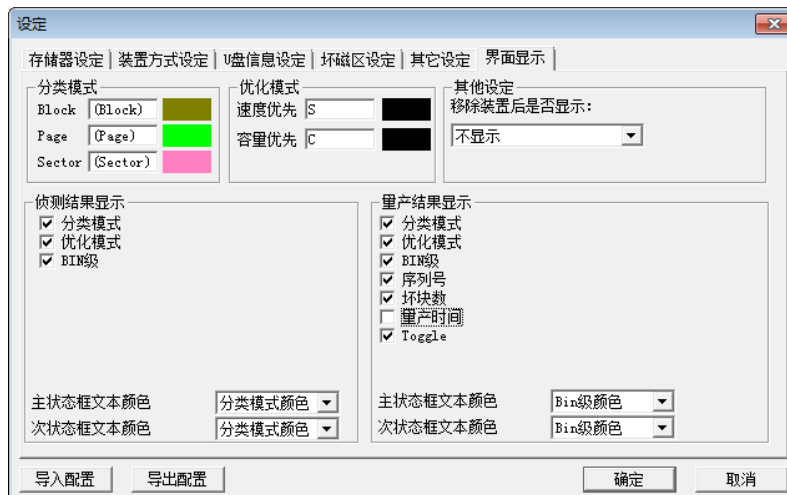 设定
存储器设定 装置方式设定 U盘信息设定 坏磁区设定 其它设定 界面显示
分类模式
Block (Block)
Page (Page)
Sector (Sector)
优化模式
速度优先 S
容量优先 C
其他设定
移除装置后是否显示:
不显示
侦测结果显示
分类模式
优化模式
BIN级
主状态框文本颜色 分类模式颜色
次状态框文本颜色 分类模式颜色
量产结果显示
分类模式
优化模式
BIN级
序列号
坏块数
量产时间
Toggle
主状态框文本颜色 Bin级颜色
次状态框文本颜色 Bin级颜色
导入配置 导出配置 确定 取消